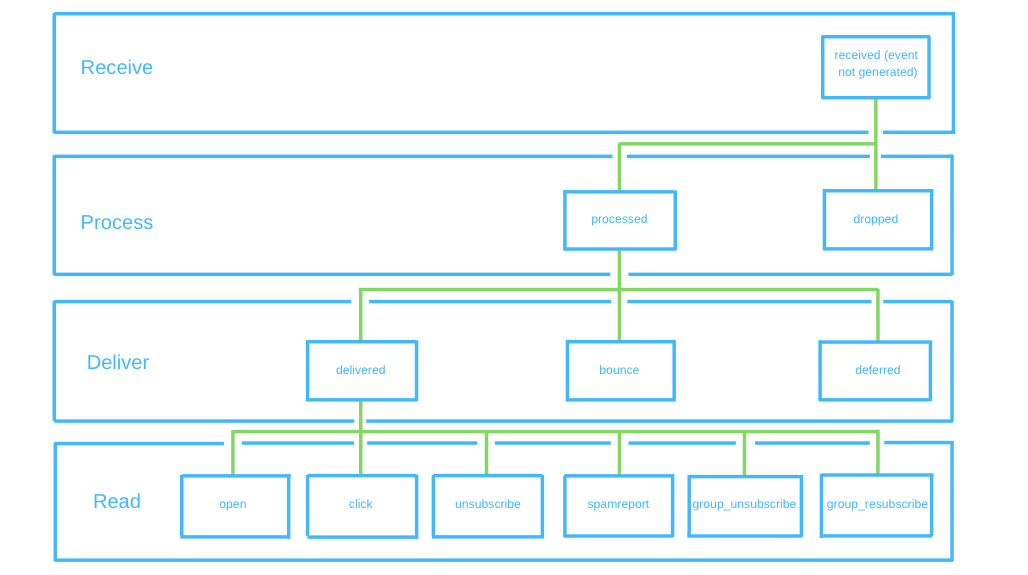 Receive
received (event
not generated)
Process
processed
dropped
Deliver
delivered
bounce
deferred
Read
open
click
unsubscribe
spamreport
group_unsubscribe
group_resubscribe